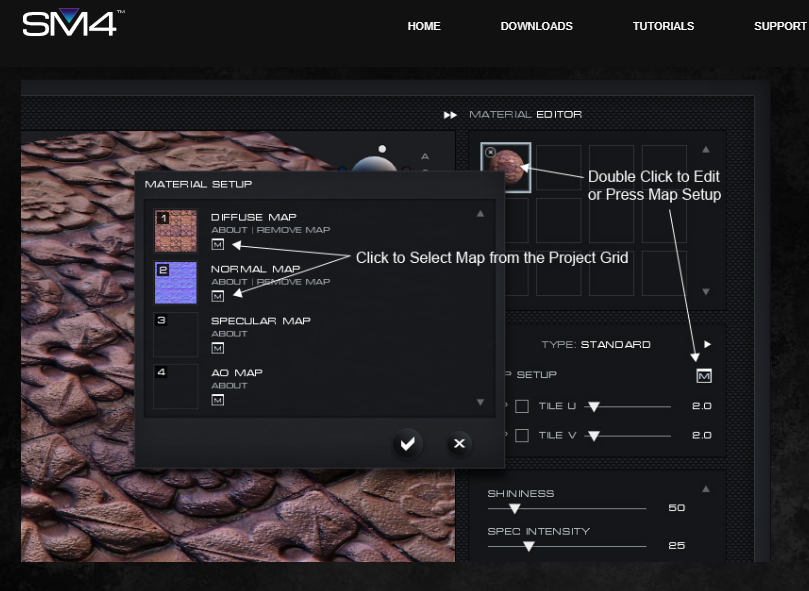 SM4™
HOME
DOWNLOADS
TUTORIALS
SUPPORT
MATERIAL EDITOR
A
MATERIAL SETUP
Double Click to Edit
or Press Map Setup
1
DIFFUSE MAP
ABOUT | REMOVE MAP
M
Click to Select Map from the Project Grid
2
NORMAL MAP
ABOUT | REMOVE MAP
M
3
SPECULAR MAP
ABOUT
M
4
AO MAP
ABOUT
M
TYPE: STANDARD
P SETUP
M
TILE U
2.0
TILE V
2.0
SHININESS
50
SPEC INTENSITY
25